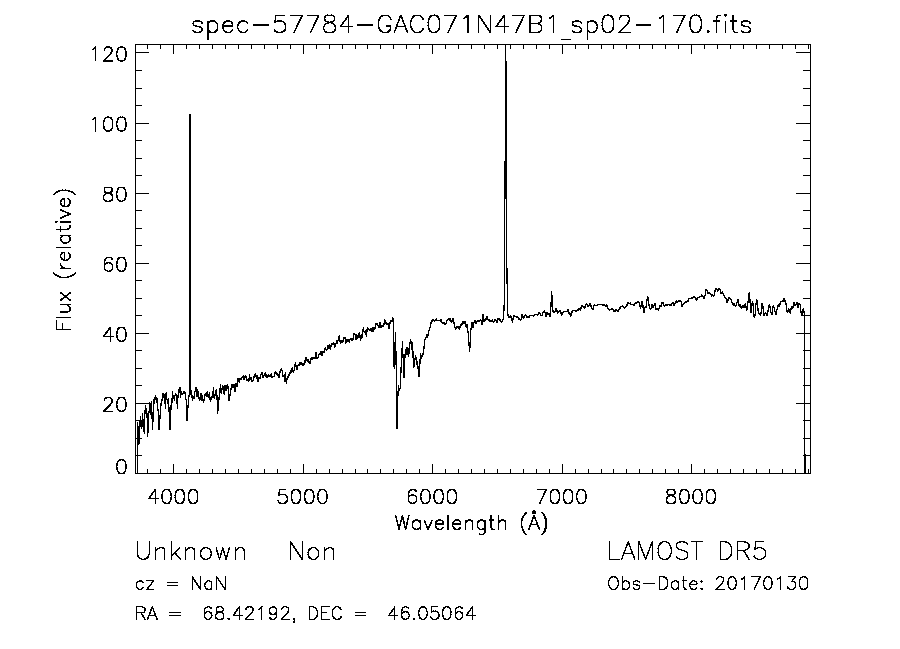 spec-57784-GAC071N47B1_sp02-170.fits
120
100
80
60
40
20
0
Flux (relative)
4000 5000 6000 7000 8000
Wavelength (Å)
Unknown Non LAMOST DR5
cz = NaN Obs-Date: 20170130
RA = 68.42192, DEC = 46.05064